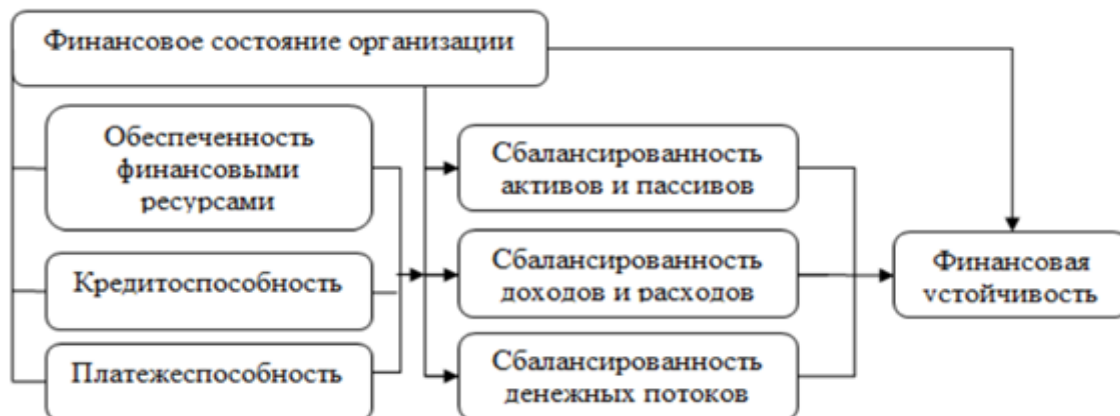 Финансовое состояние организации
Обеспеченность
финансовыми
ресурсами
Кредитоспособность
Платежеспособность
Сбалансированность
активов и пассивов
Сбалансированность
доходов и расходов
Сбалансированность
денежных потоков
Финансовая
устойчивость